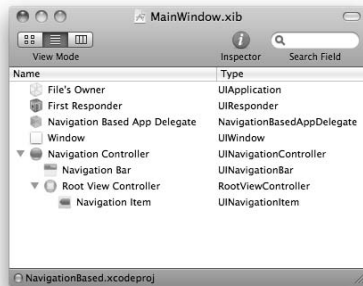 MainWindow.xib
View Mode Inspector Search Field
Name Type
File's Owner UIApplication
First Responder UIResponder
Navigation Based App Delegate NavigationBasedAppDelegate
Window UIWindow
Navigation Controller UINavigationController
Navigation Bar UINavigationBar
Root View Controller RootViewController
Navigation Item UINavigationItem
NavigationBased.xcodeproj